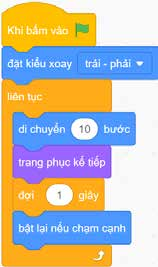 Khi bấm vào
đặt kiểu xoay trái - phải
liên tục
di chuyển 10 bước
trang phục kế tiếp
đợi 1 giây
bật lại nếu chạm cạnh